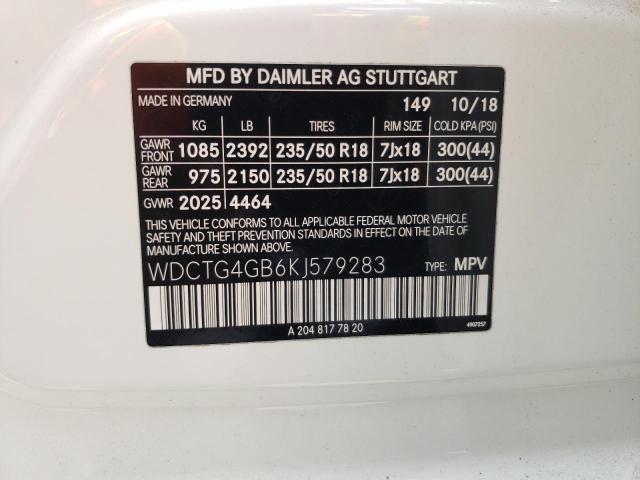 MFD BY DAIMLER AG STUTTGART
MADE IN GERMANY 149 10/18
KG LB TIRES RIM SIZE COLD KPA (PSI)
GAWR FRONT 1085 2392 235/50 R18 7Jx18 300(44)
GAWR REAR 975 2150 235/50 R18 7Jx18 300(44)
GVWR 2025 4464
THIS VEHICLE CONFORMS TO ALL APPLICABLE FEDERAL MOTOR VEHICLE
SAFETY AND THEFT PREVENTION STANDARDS IN EFFECT ON THE DATE
OF MANUFACTURE SHOWN ABOVE.
WDCTG4GB6KJ579283 TYPE: MPV
A 204 817 78 20 4907257